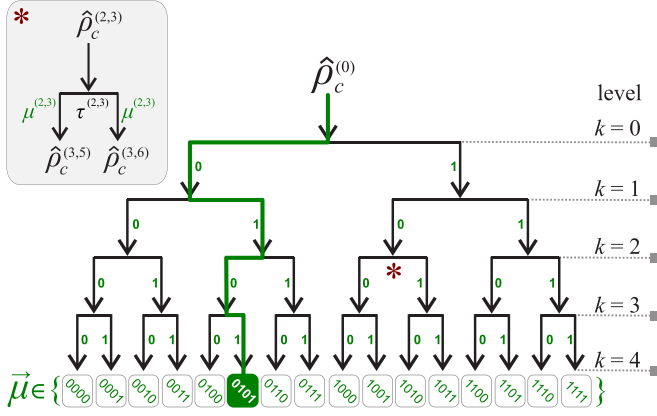 * ρ̂_c^(2,3)
μ^(2,3) τ^(2,3) μ^(2,3)
ρ̂_c^(3,5) ρ̂_c^(3,6)
ρ̂_c^(0)
level
k = 0
0 1
k = 1
0 1 0 1
k = 2
*
0 1 0 1 0 1 0 1
k = 3
0 1 0 1 0 1 0 1 0 1 0 1 0 1 0 1
k = 4
μ⃗ ∈ { 0000 0001 0010 0011 0100 0101 0110 0111 1000 1001 1010 1011 1100 1101 1110 1111 }